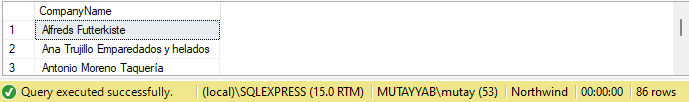 CompanyName
1 Alfreds Futterkiste
2 Ana Trujillo Emparedados y helados
3 Antonio Moreno Taquería
Query executed successfully. (local)\SQLEXPRESS (15.0 RTM) MUTAYYAB\mutay (53) Northwind 00:00:00 86 rows